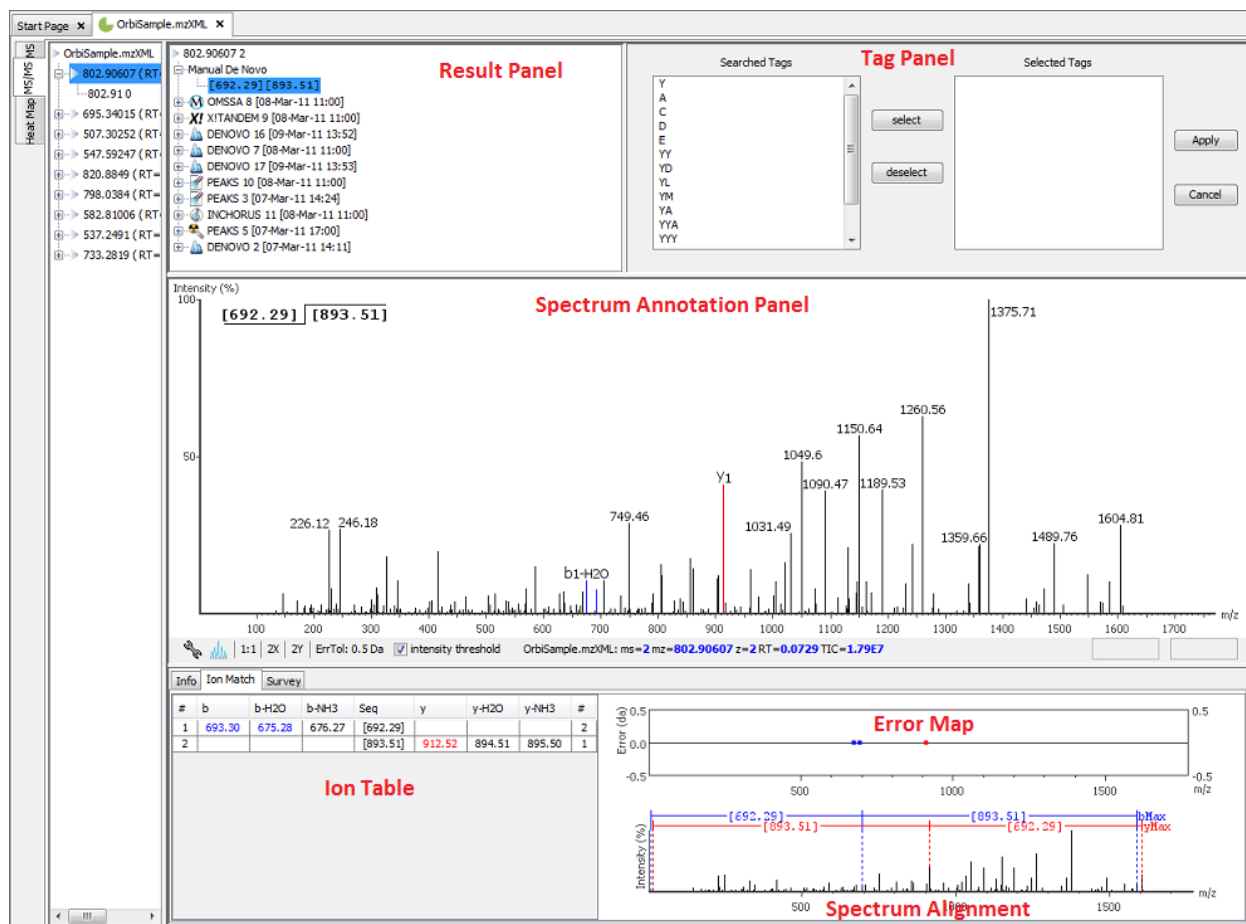 Start Page
OrbiSample.mzXML
MS
MS/MS
Heat Map
OrbiSample.mzXML
802.90607 (RT=
802.91 0
695.34015 (RT=
507.30252 (RT=
547.59247 (RT=
820.8849 (RT=
798.0384 (RT=
582.81006 (RT=
537.2491 (RT=
733.2819 (RT=
802.90607 2
Manual De Novo
[692.29][893.51]
OMSSA 8 [08-Mar-11 11:00]
X! X!TANDEM 9 [08-Mar-11 11:00]
DENOVO 16 [09-Mar-11 13:52]
DENOVO 7 [08-Mar-11 11:00]
DENOVO 17 [09-Mar-11 13:53]
PEAKS 10 [08-Mar-11 11:00]
PEAKS 3 [07-Mar-11 14:24]
INCHORUS 11 [08-Mar-11 11:00]
PEAKS 5 [07-Mar-11 17:00]
DENOVO 2 [07-Mar-11 14:11]
Result Panel
Tag Panel
Searched Tags
Y
A
C
D
E
YY
YD
YL
YM
YA
YYA
YYY
select
deselect
Selected Tags
Apply
Cancel
Intensity (%)
100
50
[692.29] [893.51]
Spectrum Annotation Panel
1375.71
1260.56
1150.64
1049.6
1090.47
1189.53
Y1
749.46
1031.49
226.12
246.18
b1-H2O
1359.66
1489.76
1604.81
100 200 300 400 500 600 700 800 900 1000 1100 1200 1300 1400 1500 1600 1700
m/z
1:1 2X 2Y ErrTol: 0.5 Da intensity threshold OrbiSample.mzXML: ms=2 mz=802.90607 z=2 RT=0.0729 TIC=1.79E7
Info Ion Match Survey
# b b-H2O b-NH3 Seq y y-H2O y-NH3 #
1 693.30 675.28 676.27 [692.29] 2
2 [893.51] 912.52 894.51 895.50 1
Ion Table
Error (da)
0.5
0.0
-0.5
Error Map
0.5
-0.5
500 1000 1500
m/z
[692.29] [893.51] bMax
[893.51] [692.29] yMax
Intensity (%)
500 1500
m/z
Spectrum Alignment